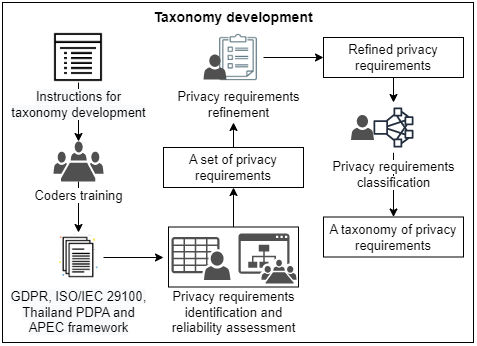 Taxonomy development
Instructions for
taxonomy development
Coders training
GDPR, ISO/IEC 29100,
Thailand PDPA and
APEC framework
Privacy requirements
identification and
reliability assessment
A set of privacy
requirements
Privacy requirements
refinement
Refined privacy
requirements
Privacy requirements
classification
A taxonomy of privacy
requirements